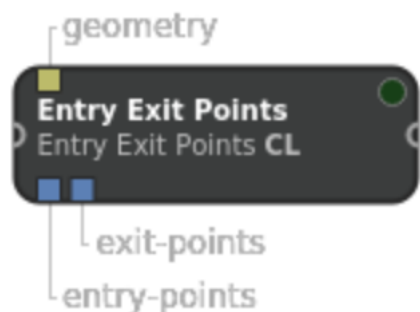 geometry
Entry Exit Points
Entry Exit Points CL
exit-points
entry-points